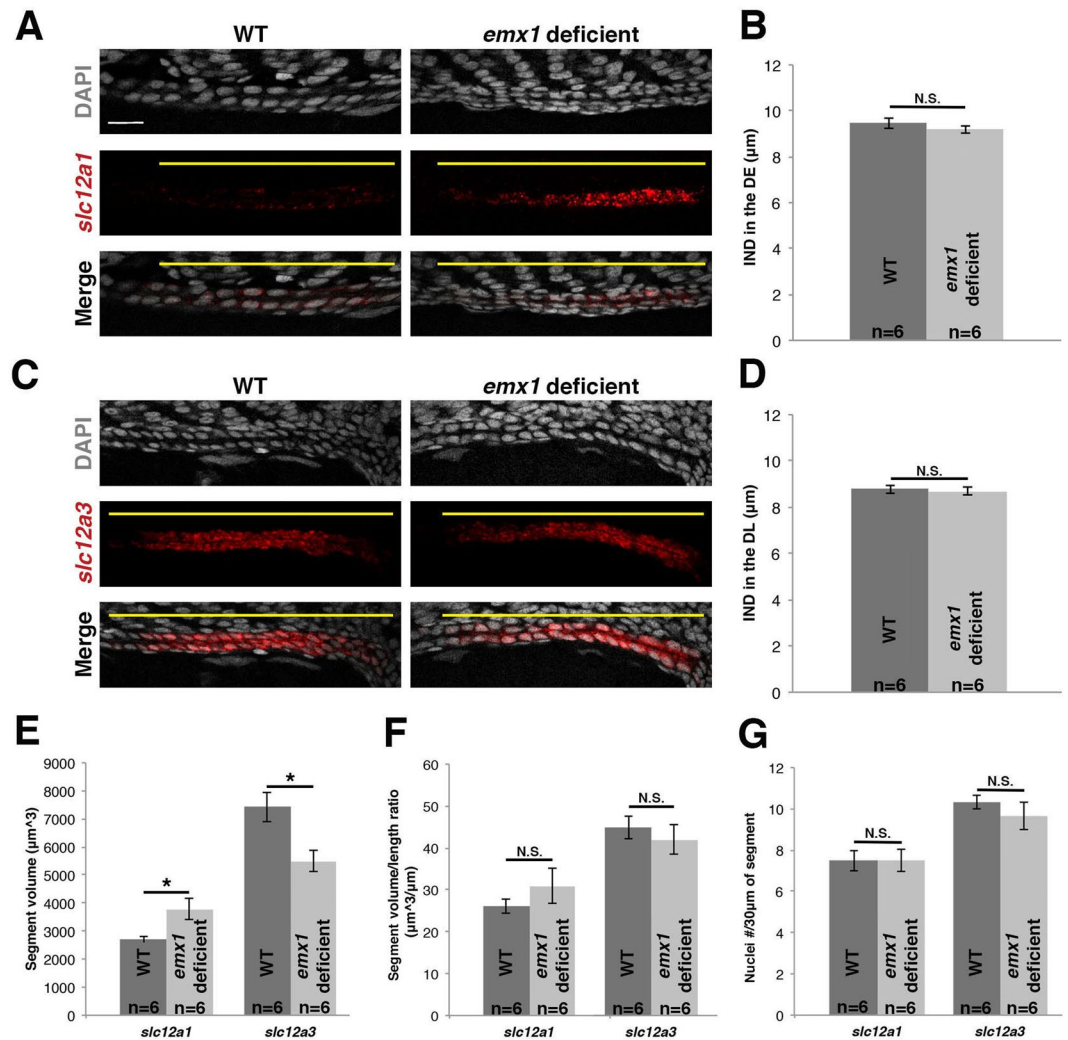 A
WT
emx1 deficient
DAPI
slc12a1
Merge
B
12
10
8
6
4
2
0
IND in the DE (µm)
N.S.
WT
n=6
emx1
deficient
n=6
C
WT
emx1 deficient
DAPI
slc12a3
Merge
D
12
10
8
6
4
2
0
IND in the DL (µm)
N.S.
WT
n=6
emx1
deficient
n=6
E
9000
8000
7000
6000
5000
4000
3000
2000
1000
0
Segment volume (µm^3)
*
*
WT
n=6
emx1
deficient
n=6
WT
n=6
emx1
deficient
n=6
slc12a1
slc12a3
F
60
50
40
30
20
10
0
Segment volume/length ratio
(µm^3/µm)
N.S.
N.S.
WT
n=6
emx1
deficient
n=6
WT
n=6
emx1
deficient
n=6
slc12a1
slc12a3
G
12
10
8
6
4
2
0
Nuclei #/30µm of segment
N.S.
N.S.
WT
n=6
emx1
deficient
n=6
WT
n=6
emx1
deficient
n=6
slc12a1
slc12a3